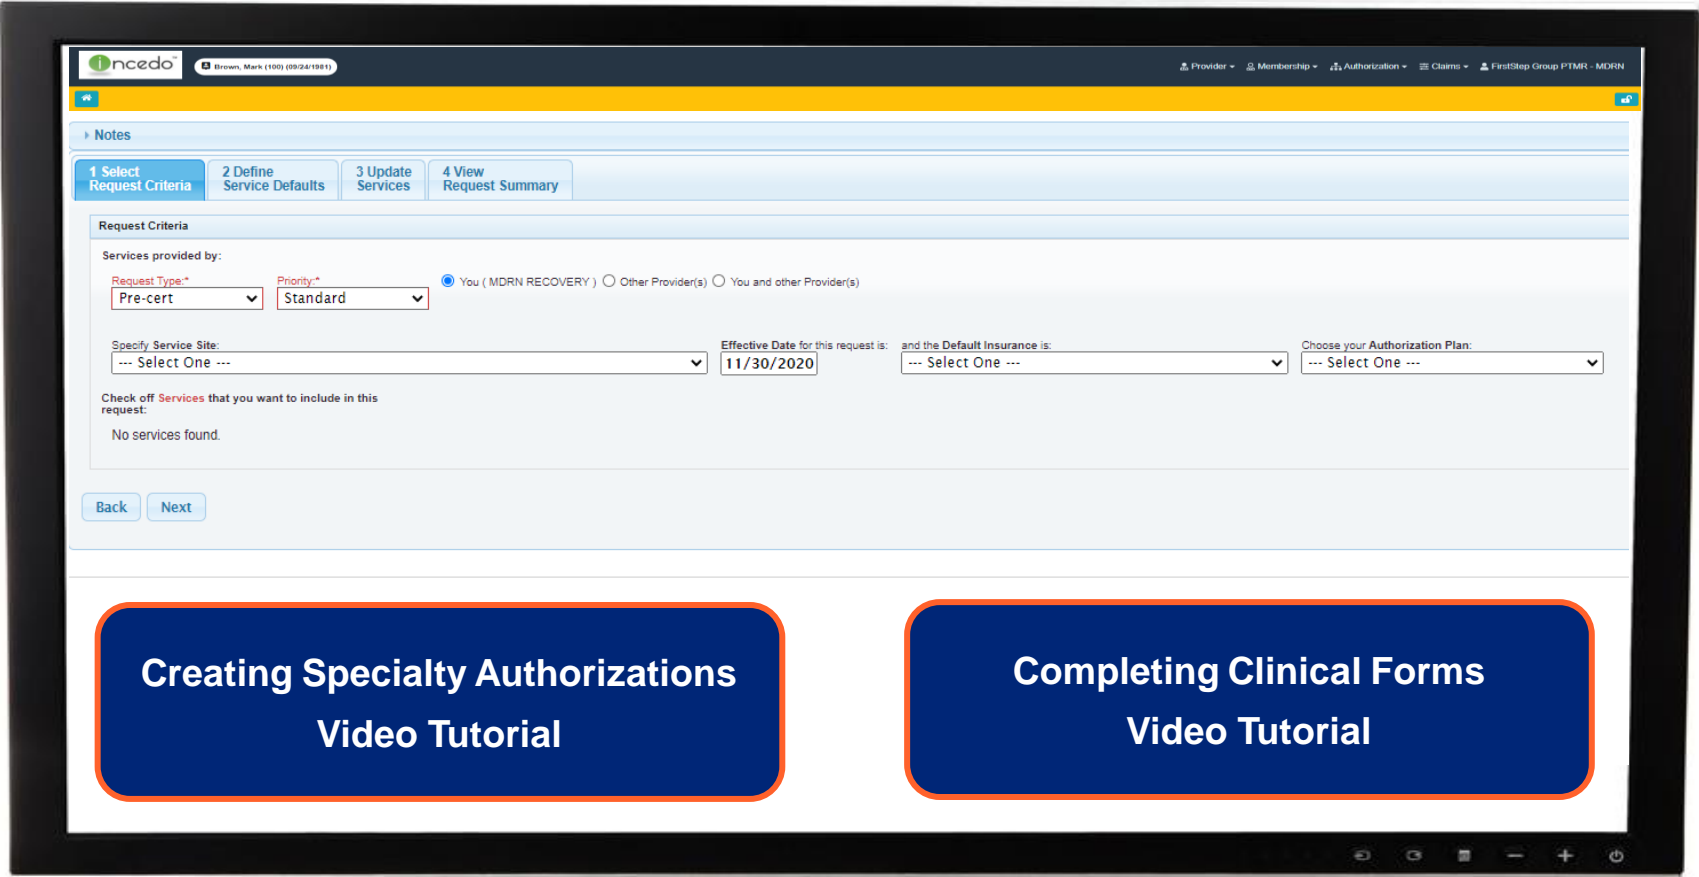 incedo™
Brown, Mark (100) (09/24/1981)
Provider
Membership
Authorization
Claims
FirstStep Group PTMR - MDRN
Notes
1 Select
Request Criteria
2 Define
Service Defaults
3 Update
Services
4 View
Request Summary
Request Criteria
Services provided by:
Request Type:*
Priority:*
Pre-cert
Standard
You ( MDRN RECOVERY )
Other Provider(s)
You and other Provider(s)
Specify Service Site:
Effective Date for this request is:
and the Default Insurance is:
Choose your Authorization Plan:
--- Select One ---
11/30/2020
--- Select One ---
--- Select One ---
Check off Services that you want to include in this
request:
No services found.
Back
Next
Creating Specialty Authorizations
Video Tutorial
Completing Clinical Forms
Video Tutorial